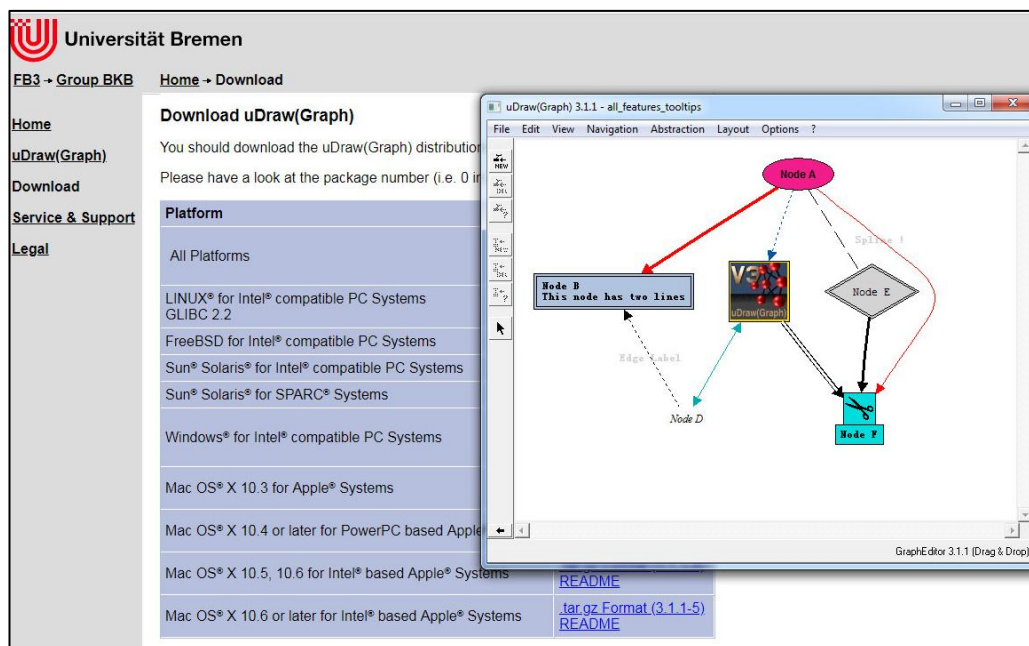 Universität Bremen
FB3 → Group BKB
Home → Download
Home
uDraw(Graph)
Download
Service & Support
Legal
Download uDraw(Graph)
You should download the uDraw(Graph) distribution
Please have a look at the package number (i.e. 0 in
Platform
All Platforms
LINUX® for Intel® compatible PC Systems
GLIBC 2.2
FreeBSD for Intel® compatible PC Systems
Sun® Solaris® for Intel® compatible PC Systems
Sun® Solaris® for SPARC® Systems
Windows® for Intel® compatible PC Systems
Mac OS® X 10.3 for Apple® Systems
Mac OS® X 10.4 or later for PowerPC based Apple
Mac OS® X 10.5, 10.6 for Intel® based Apple® Systems
README
Mac OS® X 10.6 or later for Intel® based Apple® Systems
.tar.gz Format (3.1.1-5)
README
uDraw(Graph) 3.1.1 - all_features_tooltips
File Edit View Navigation Abstraction Layout Options ?
NEW
DEL
?
NEW
DEL
?
Node A
Spline !
Node B
This node has two lines
V3
uDraw(Graph)
Node E
Edge Label
Node D
Node F
GraphEditor 3.1.1 (Drag & Drop)